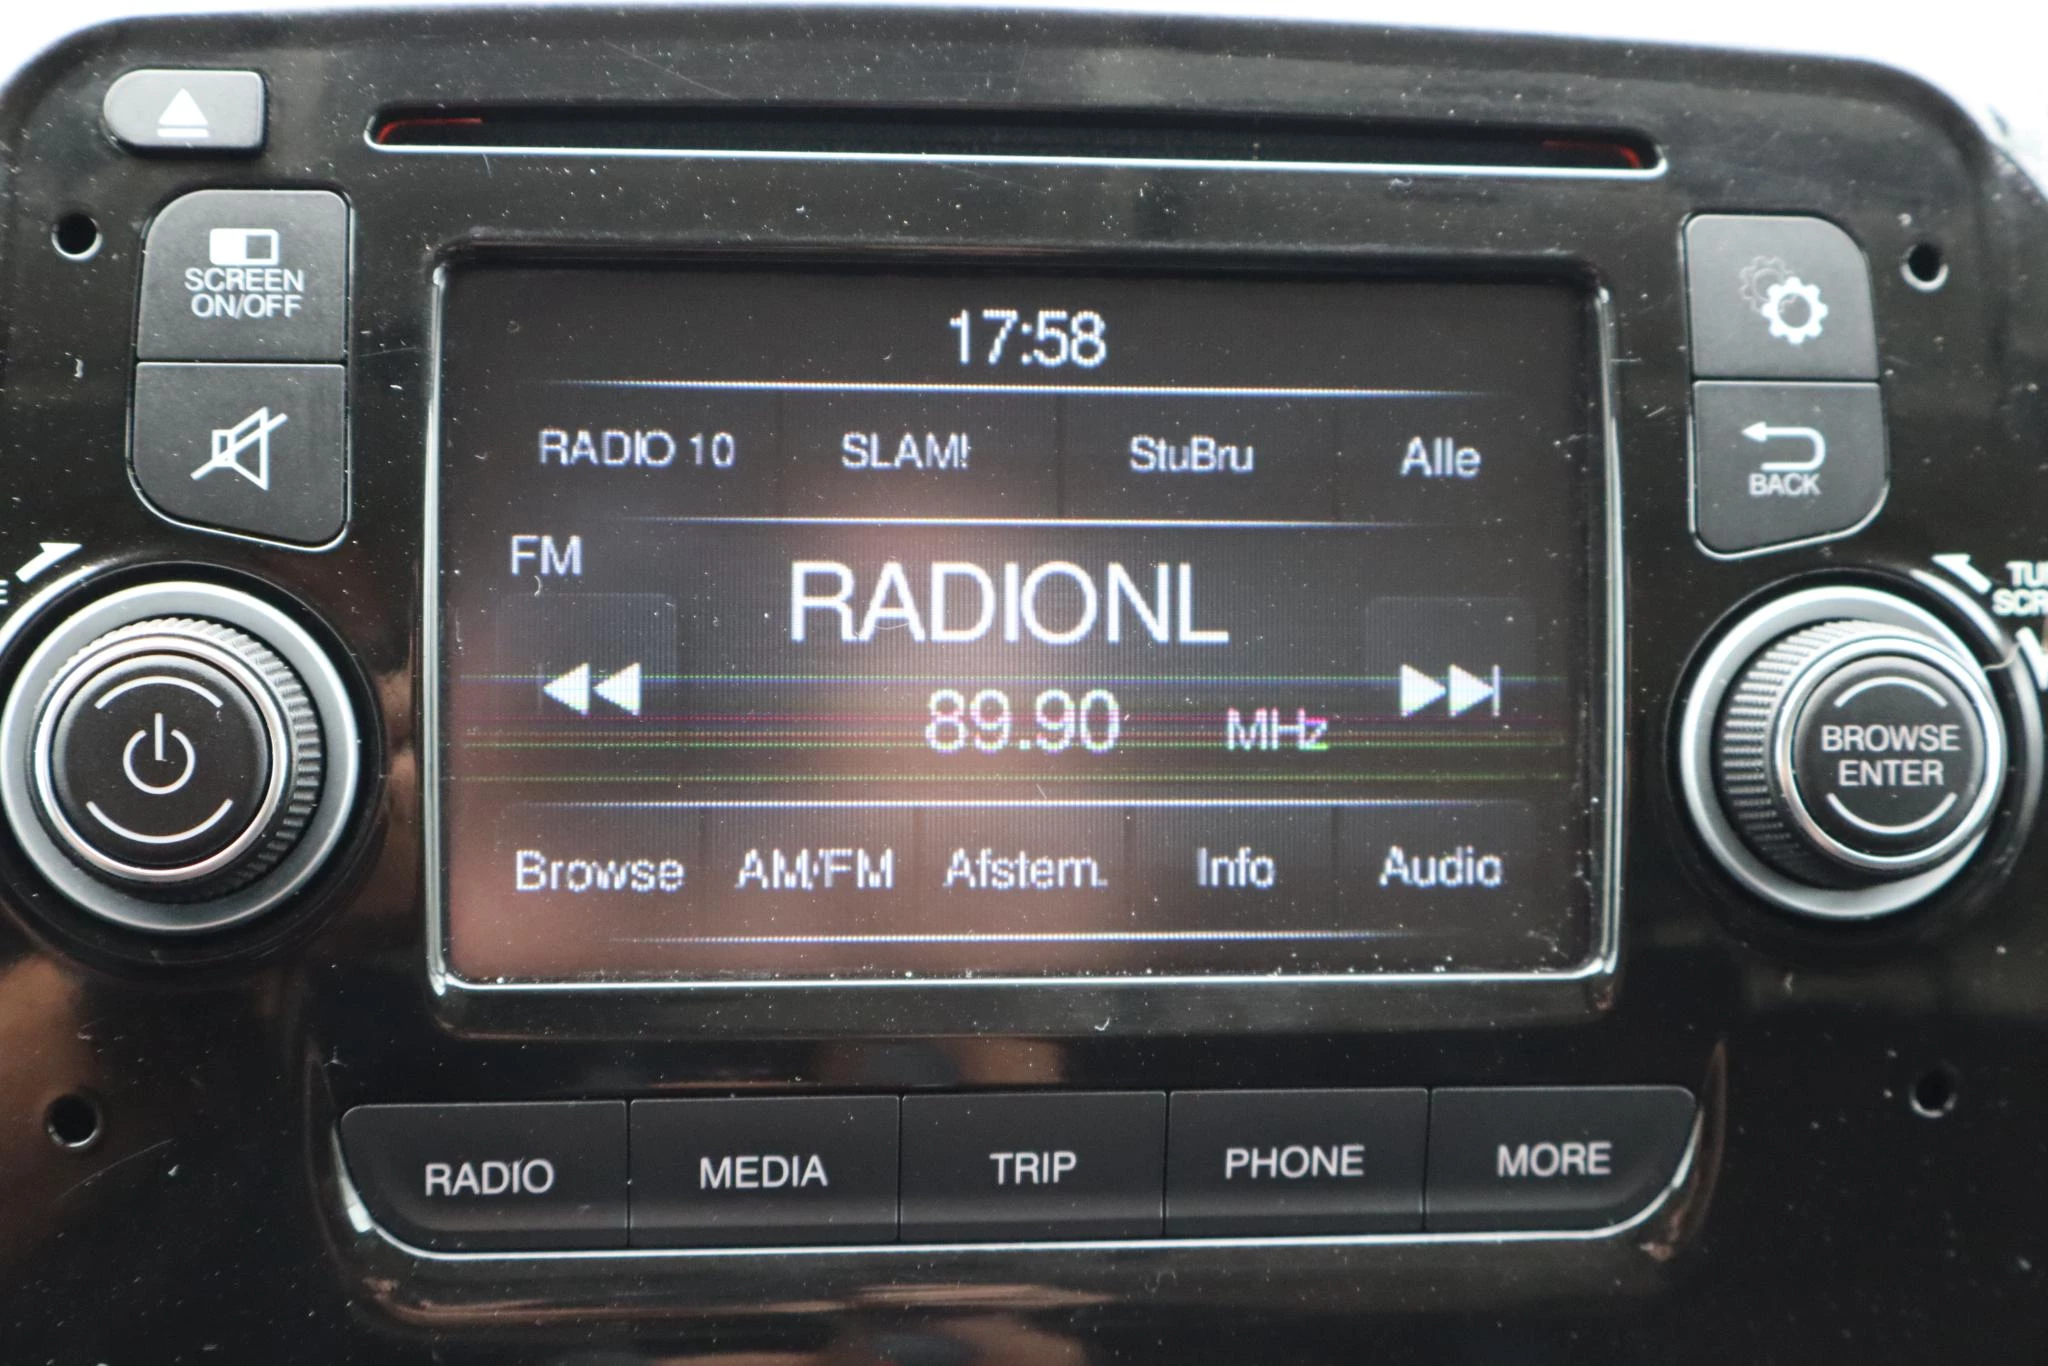 17:58
SCREEN
ON/OFF
RADIO 10 SLAM! StuBru Alle
BACK
FM
RADIONL
89.90 MHz
BROWSE
ENTER
Browse AM/FM Afstem. Info Audio
RADIO MEDIA TRIP PHONE MORE